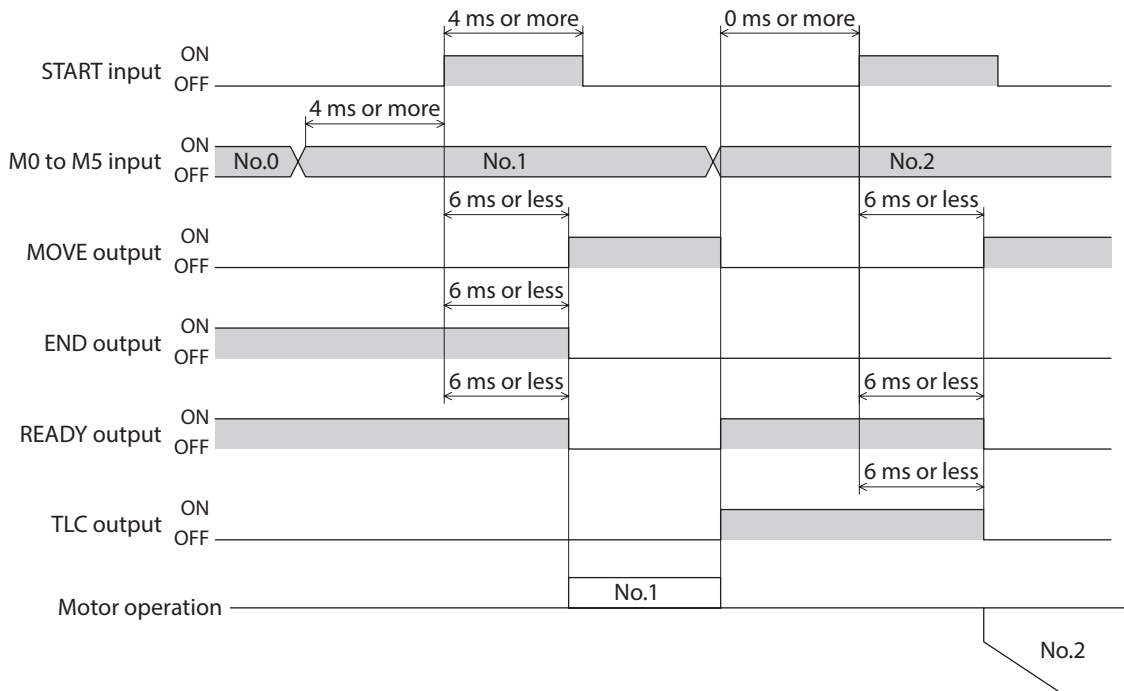 4 ms or more 0 ms or more
START input ON OFF
4 ms or more
M0 to M5 input ON OFF No.0 No.1 No.2
6 ms or less 6 ms or less
MOVE output ON OFF
6 ms or less
END output ON OFF
6 ms or less 6 ms or less
READY output ON OFF
6 ms or less
TLC output ON OFF
Motor operation No.1
No.2